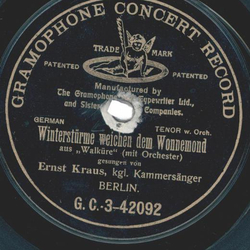 GRAMOPHONE CONCERT RECORD
TRADE MARK
PATENTED PATENTED
Manufactured by
The Gramophone Typewriter Ltd.,
and Sister Companies.
GERMAN TENOR w. Orch.
Winterstürme weichen dem Wonnemond
aus „Walküre" (mit Orchester)
gesungen von
Ernst Kraus, kgl. Kammersänger
BERLIN.
G.C.-3-42092